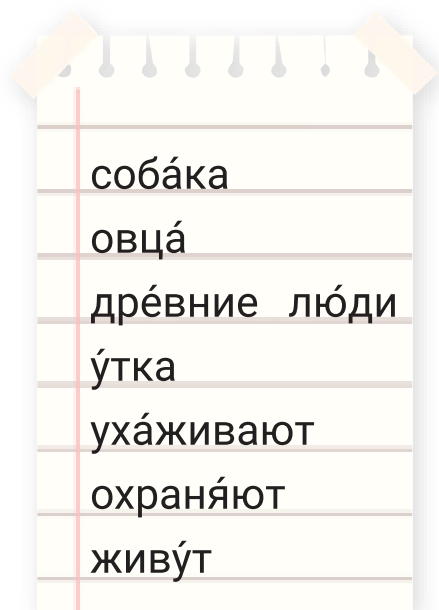 соба́ка
овца́
дре́вние лю́ди
у́тка
уха́живают
охраня́ют
живу́т